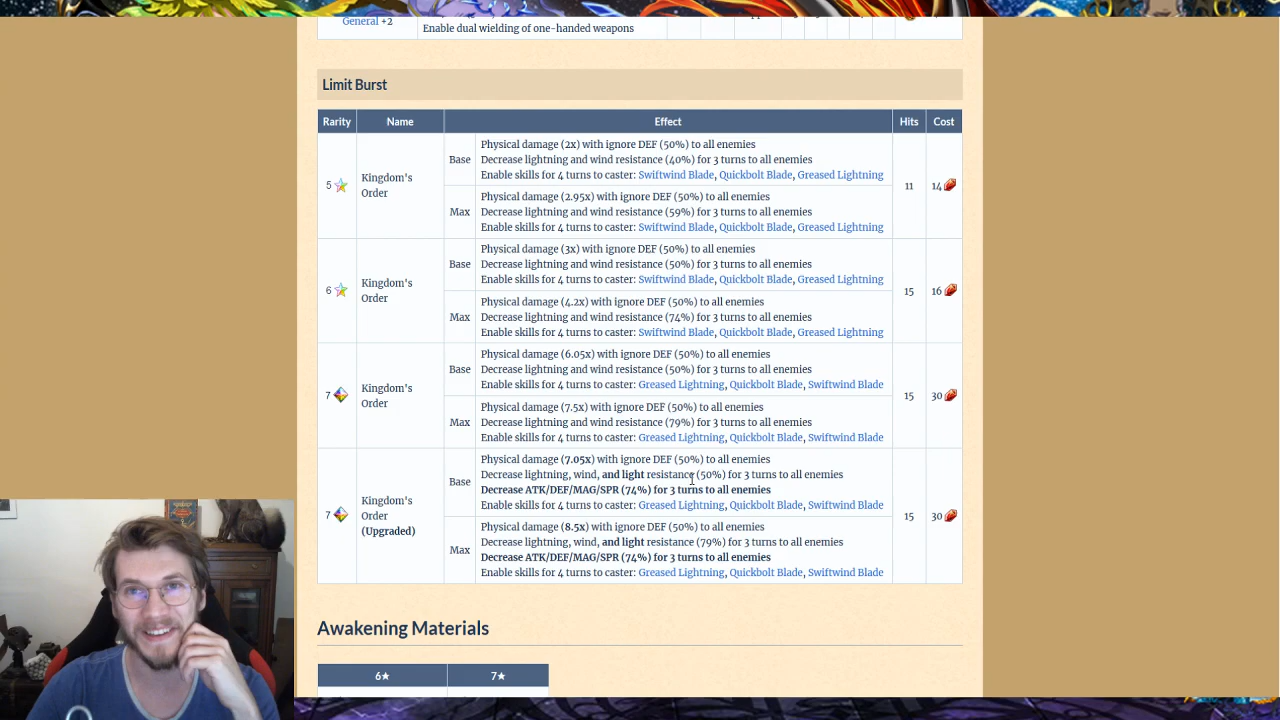 General +2
Enable dual wielding of one-handed weapons
Limit Burst
Rarity Name Effect Hits Cost
5 Kingdom's Order 11 14
Base
Physical damage (2x) with ignore DEF (50%) to all enemies
Decrease lightning and wind resistance (40%) for 3 turns to all enemies
Enable skills for 4 turns to caster: Swiftwind Blade, Quickbolt Blade, Greased Lightning
Max
Physical damage (2.95x) with ignore DEF (50%) to all enemies
Decrease lightning and wind resistance (59%) for 3 turns to all enemies
Enable skills for 4 turns to caster: Swiftwind Blade, Quickbolt Blade, Greased Lightning
6 Kingdom's Order 15 16
Base
Physical damage (3x) with ignore DEF (50%) to all enemies
Decrease lightning and wind resistance (50%) for 3 turns to all enemies
Enable skills for 4 turns to caster: Swiftwind Blade, Quickbolt Blade, Greased Lightning
Max
Physical damage (4.2x) with ignore DEF (50%) to all enemies
Decrease lightning and wind resistance (74%) for 3 turns to all enemies
Enable skills for 4 turns to caster: Swiftwind Blade, Quickbolt Blade, Greased Lightning
7 Kingdom's Order 15 30
Base
Physical damage (6.05x) with ignore DEF (50%) to all enemies
Decrease lightning and wind resistance (50%) for 3 turns to all enemies
Enable skills for 4 turns to caster: Greased Lightning, Quickbolt Blade, Swiftwind Blade
Max
Physical damage (7.5x) with ignore DEF (50%) to all enemies
Decrease lightning and wind resistance (79%) for 3 turns to all enemies
Enable skills for 4 turns to caster: Greased Lightning, Quickbolt Blade, Swiftwind Blade
7 Kingdom's Order (Upgraded) 15 30
Base
Physical damage (7.05x) with ignore DEF (50%) to all enemies
Decrease lightning, wind, and light resistance (50%) for 3 turns to all enemies
Decrease ATK/DEF/MAG/SPR (74%) for 3 turns to all enemies
Enable skills for 4 turns to caster: Greased Lightning, Quickbolt Blade, Swiftwind Blade
Max
Physical damage (8.5x) with ignore DEF (50%) to all enemies
Decrease lightning, wind, and light resistance (79%) for 3 turns to all enemies
Decrease ATK/DEF/MAG/SPR (74%) for 3 turns to all enemies
Enable skills for 4 turns to caster: Greased Lightning, Quickbolt Blade, Swiftwind Blade
Awakening Materials
6★ 7★